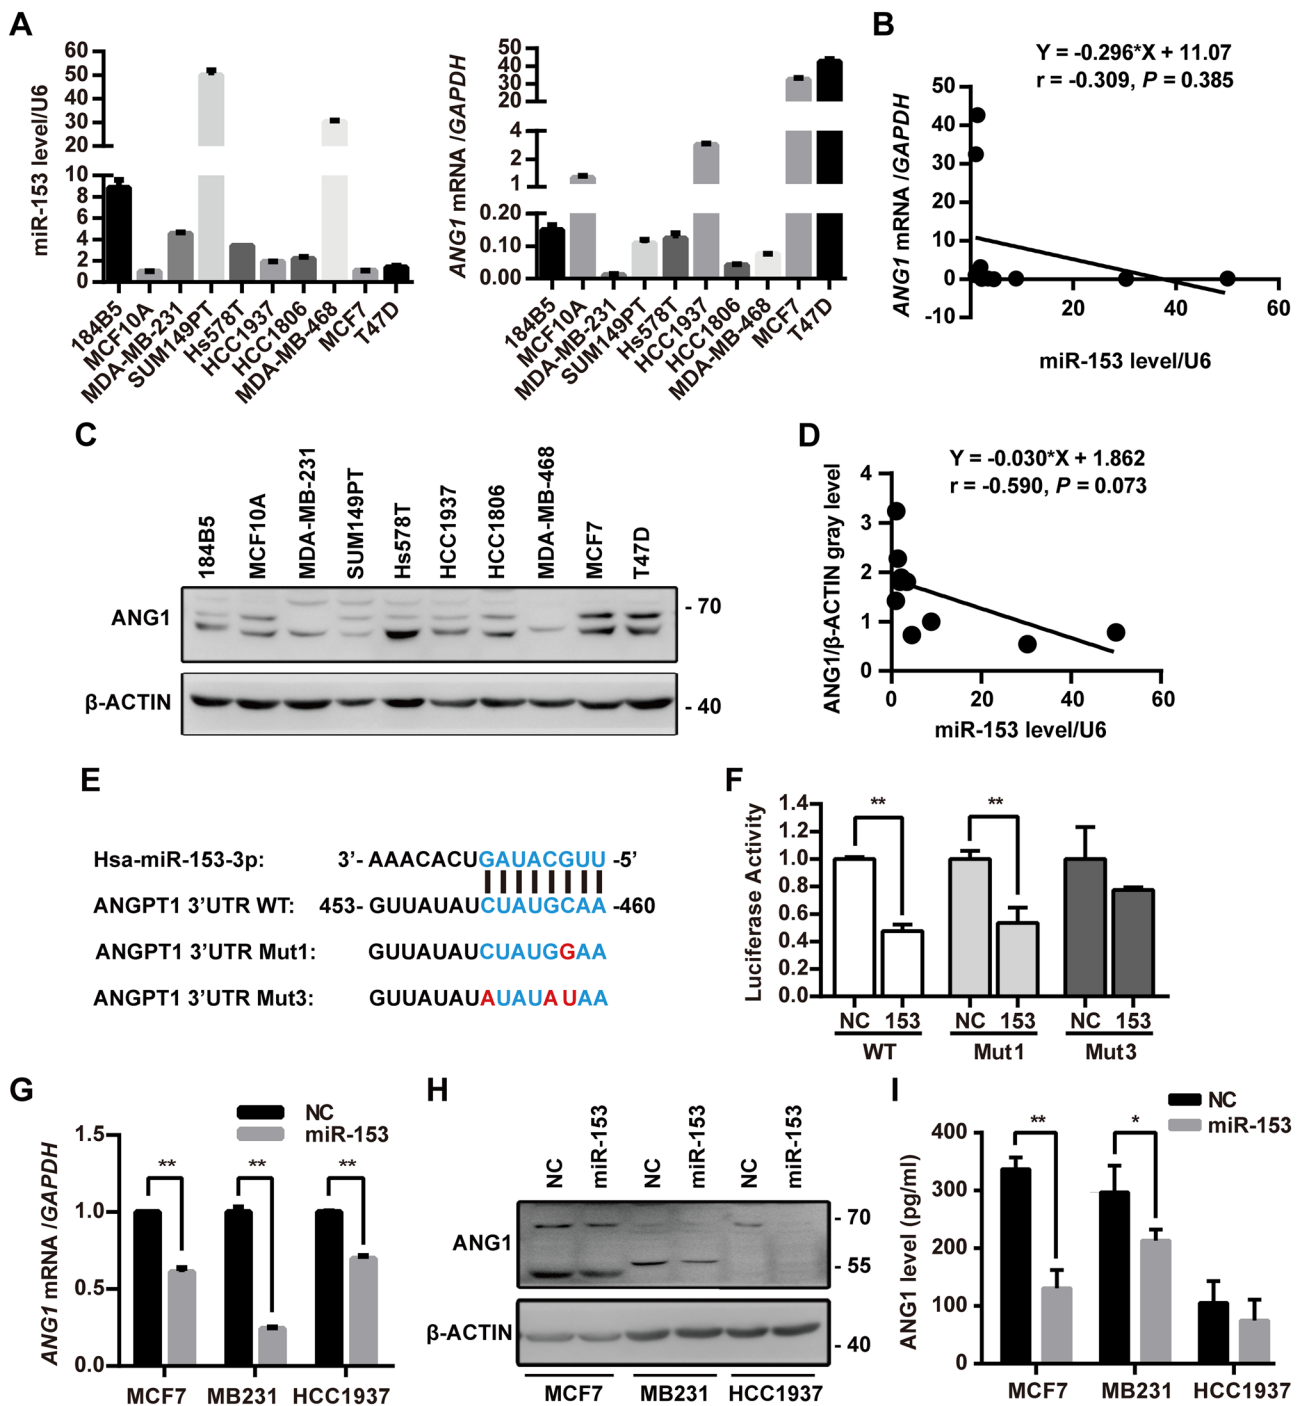 A
miR-153 level/U6
60
50
40
30
20
10
8
6
4
2
0
184B5
MCF10A
MDA-MB-231
SUM149PT
Hs578T
HCC1937
HCC1806
MDA-MB-468
MCF7
T47D
ANG1 mRNA /GAPDH
50
40
30
20
4
2
1
0.20
0.10
0.00
184B5
MCF10A
MDA-MB-231
SUM149PT
Hs578T
HCC1937
HCC1806
MDA-MB-468
MCF7
T47D
B
Y = -0.296*X + 11.07
r = -0.309, P = 0.385
ANG1 mRNA /GAPDH
50
40
30
20
10
0
-10
20
40
60
miR-153 level/U6
C
184B5
MCF10A
MDA-MB-231
SUM149PT
Hs578T
HCC1937
HCC1806
MDA-MB-468
MCF7
T47D
ANG1
- 70
β-ACTIN
- 40
D
Y = -0.030*X + 1.862
r = -0.590, P = 0.073
ANG1/β-ACTIN gray level
4
3
2
1
0
0
20
40
60
miR-153 level/U6
E
Hsa-miR-153-3p: 3’- AAACACUGAUACGUU -5’
ANGPT1 3’UTR WT: 453- GUUAUAUCUAUGCAA -460
ANGPT1 3’UTR Mut1: GUUAUAUCUAUGGAA
ANGPT1 3’UTR Mut3: GUUAUAUAUAUAUAA
F
Luciferase Activity
1.4
1.2
1.0
0.8
0.6
0.4
0.2
0.0
** **
NC 153 NC 153 NC 153
WT Mut1 Mut3
G
NC
miR-153
ANG1 mRNA /GAPDH
1.5
1.0
0.5
0.0
** ** **
MCF7 MB231 HCC1937
H
NC
miR-153
NC
miR-153
NC
miR-153
ANG1
- 70
- 55
β-ACTIN
- 40
MCF7 MB231 HCC1937
I
NC
miR-153
ANG1 level (pg/ml)
400
300
200
100
0
** *
MCF7 MB231 HCC1937